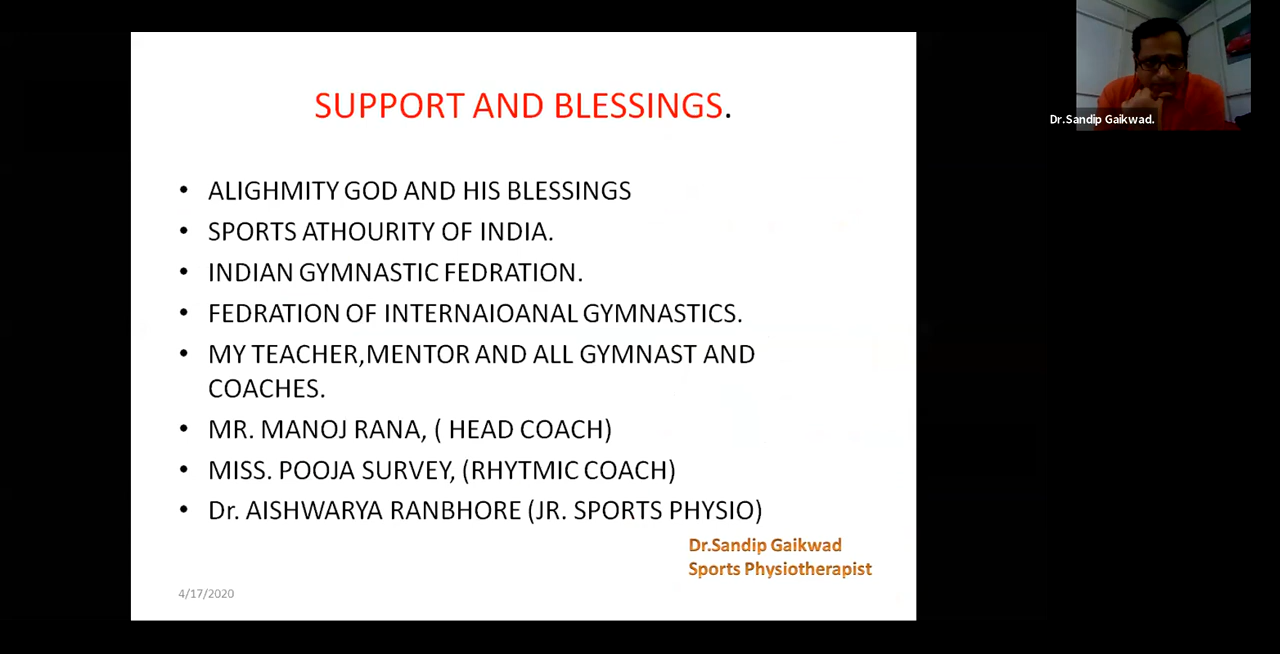 SUPPORT AND BLESSINGS.
• ALIGHMITY GOD AND HIS BLESSINGS
• SPORTS ATHOURITY OF INDIA.
• INDIAN GYMNASTIC FEDRATION.
• FEDRATION OF INTERNAIOANAL GYMNASTICS.
• MY TEACHER,MENTOR AND ALL GYMNAST AND
COACHES.
• MR. MANOJ RANA, ( HEAD COACH)
• MISS. POOJA SURVEY, (RHYTMIC COACH)
• Dr. AISHWARYA RANBHORE (JR. SPORTS PHYSIO)
Dr.Sandip Gaikwad
Sports Physiotherapist
4/17/2020
Dr.Sandip Gaikwad.